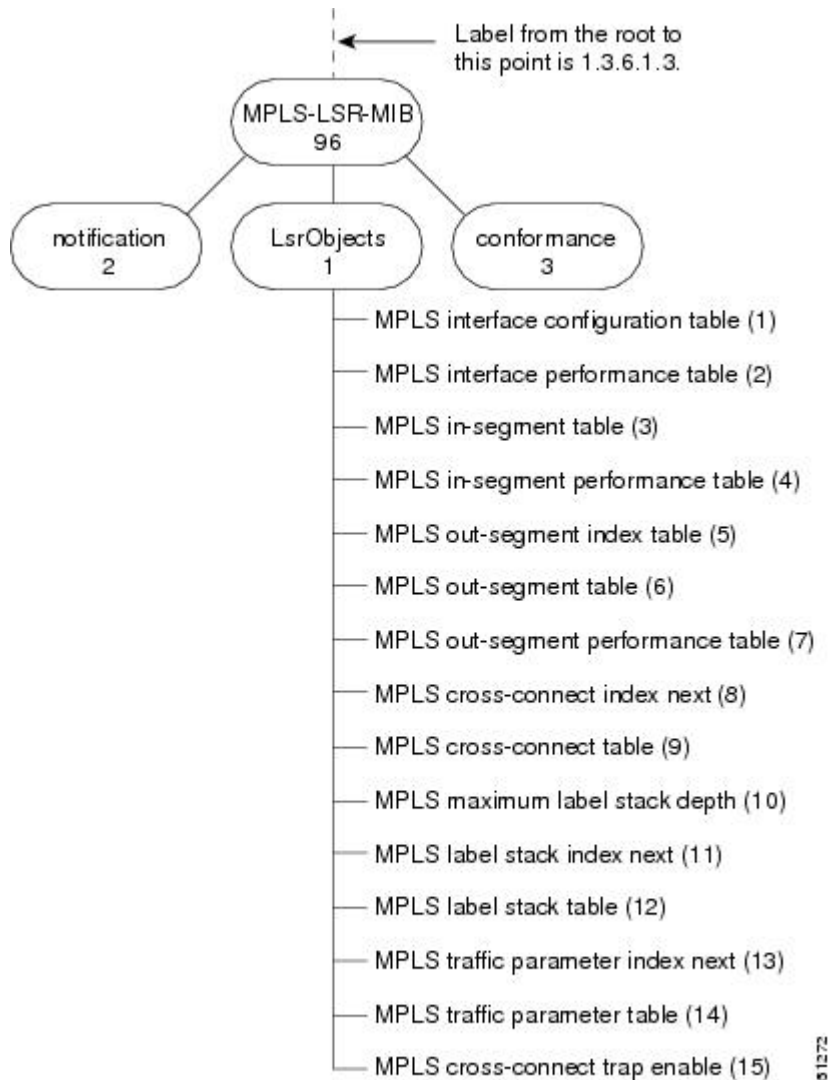 Label from the root to
this point is 1.3.6.1.3.
MPLS-LSR-MIB
96
notification
2
LsrObjects
1
conformance
3
MPLS interface configuration table (1)
MPLS interface performance table (2)
MPLS in-segment table (3)
MPLS in-segment performance table (4)
MPLS out-segment index table (5)
MPLS out-segment table (6)
MPLS out-segment performance table (7)
MPLS cross-connect index next (8)
MPLS cross-connect table (9)
MPLS maximum label stack depth (10)
MPLS label stack index next (11)
MPLS label stack table (12)
MPLS traffic parameter index next (13)
MPLS traffic parameter table (14)
MPLS cross-connect trap enable (15)
51272